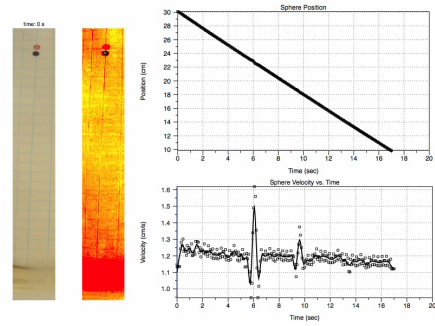 time: 0 s
Sphere Position
Position (cm)
30
28
26
24
22
20
18
16
14
12
10
0 2 4 6 8 10 12 14 16 18 20
Time (sec)
Sphere Velocity vs. Time
Velocity (cm/s)
1.6
1.5
1.4
1.3
1.2
1.1
1.0
0 2 4 6 8 10 12 14 16 18 20
Time (sec)